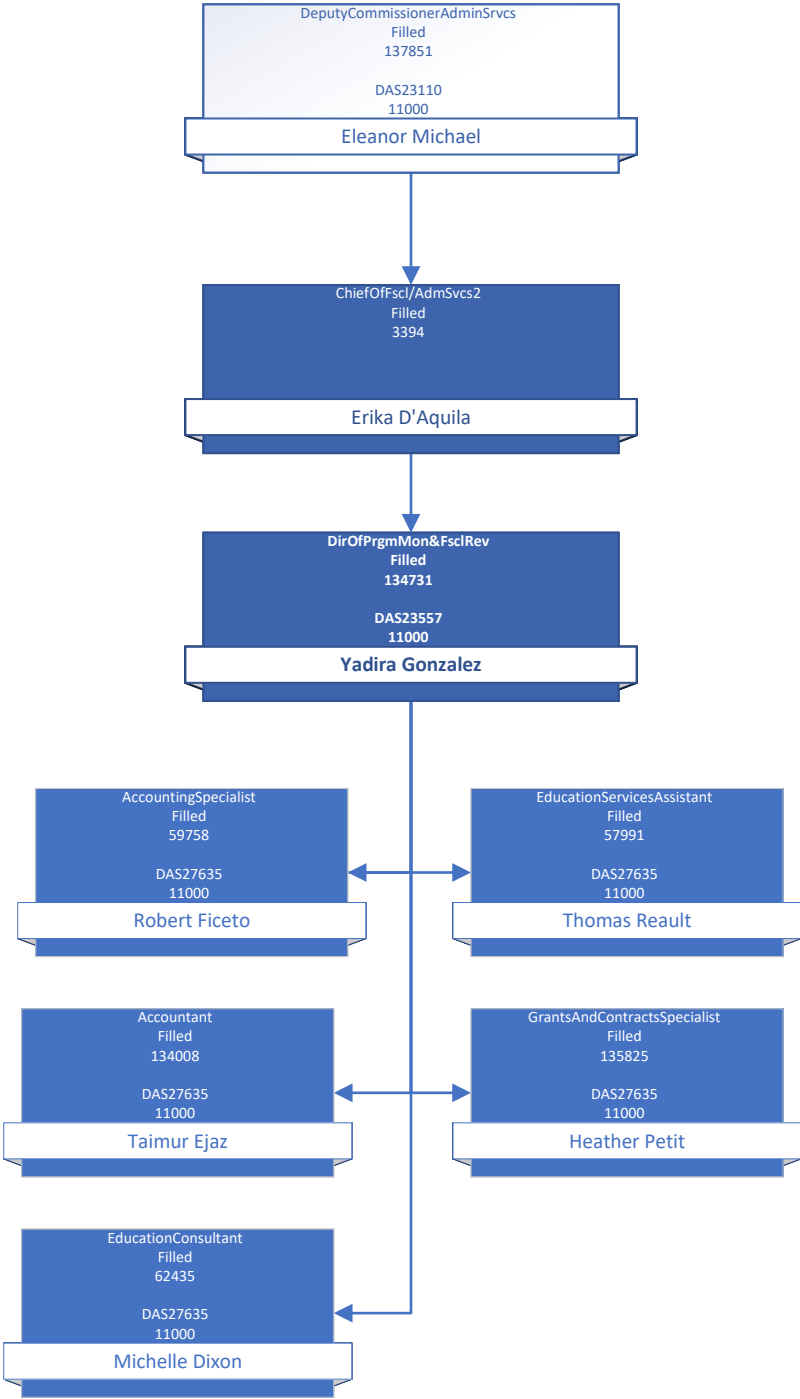 DeputyCommissionerAdminSrvcs
Filled
137851
DAS23110
11000
Eleanor Michael
ChiefOfFscl/AdmSvcs2
Filled
3394
Erika D'Aquila
DirOfPrgmMon&FsclRev
Filled
134731
DAS23557
11000
Yadira Gonzalez
AccountingSpecialist
Filled
59758
DAS27635
11000
Robert Ficeto
EducationServicesAssistant
Filled
57991
DAS27635
11000
Thomas Reault
Accountant
Filled
134008
DAS27635
11000
Taimur Ejaz
GrantsAndContractsSpecialist
Filled
135825
DAS27635
11000
Heather Petit
EducationConsultant
Filled
62435
DAS27635
11000
Michelle Dixon